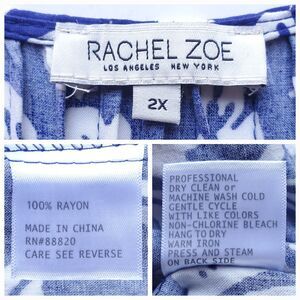 RACHEL ZOE
LOS ANGELES NEW YORK
2X
100% RAYON
MADE IN CHINA
RN#88820
CARE SEE REVERSE
PROFESSIONAL
DRY CLEAN or
MACHINE WASH COLD
GENTLE CYCLE
WITH LIKE COLORS
NON-CHLORINE BLEACH
HANG TO DRY
WARM IRON
PRESS AND STEAM
ON BACK SIDE